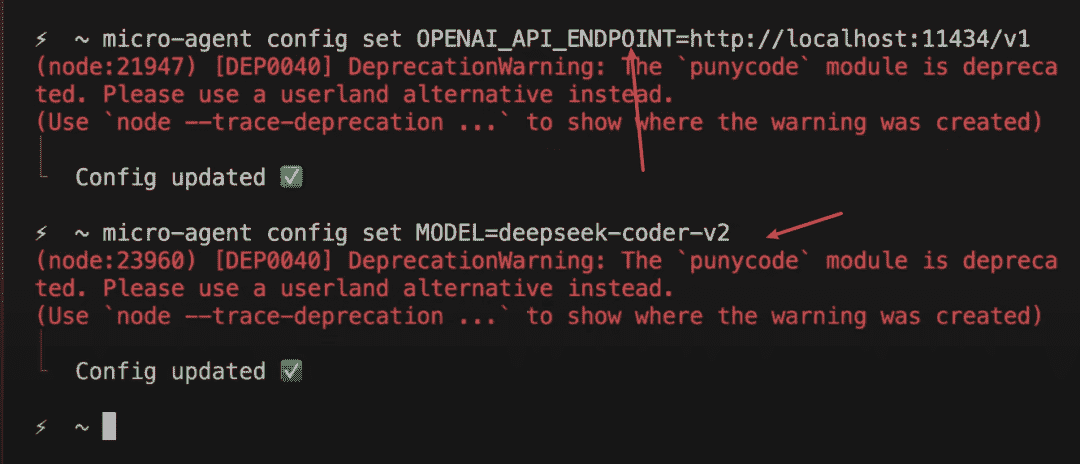 ⚡ ~ micro-agent config set OPENAI_API_ENDPOINT=http://localhost:11434/v1
(node:21947) [DEP0040] DeprecationWarning: The `punycode` module is depreca
ted. Please use a userland alternative instead.
(Use `node --trace-deprecation ...` to show where the warning was created)
Config updated ✅
⚡ ~ micro-agent config set MODEL=deepseek-coder-v2
(node:23960) [DEP0040] DeprecationWarning: The `punycode` module is depreca
ted. Please use a userland alternative instead.
(Use `node --trace-deprecation ...` to show where the warning was created)
Config updated ✅
⚡ ~